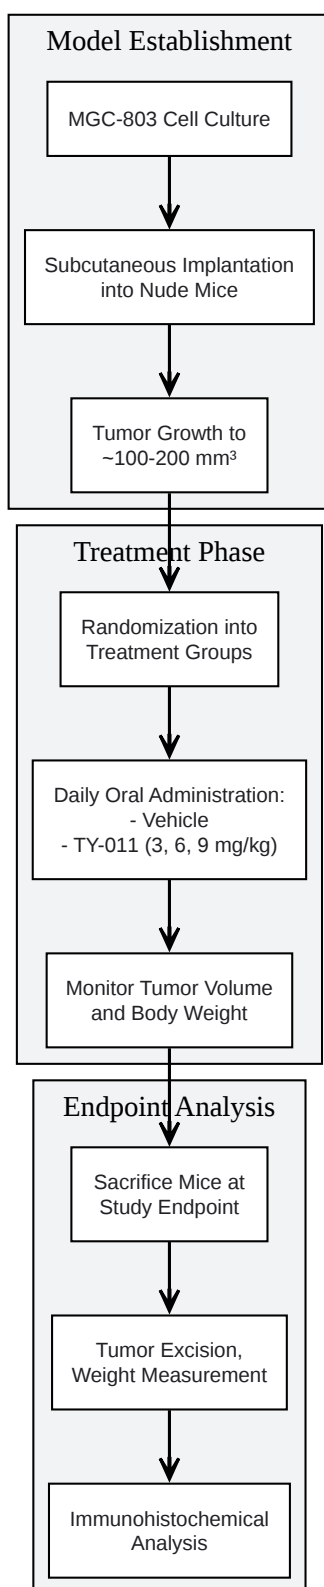 Model Establishment
MGC-803 Cell Culture
Subcutaneous Implantation
into Nude Mice
Tumor Growth to
~100-200 mm³
Treatment Phase
Randomization into
Treatment Groups
Daily Oral Administration:
- Vehicle
- TY-011 (3, 6, 9 mg/kg)
Monitor Tumor Volume
and Body Weight
Endpoint Analysis
Sacrifice Mice at
Study Endpoint
Tumor Excision,
Weight Measurement
Immunohistochemical
Analysis